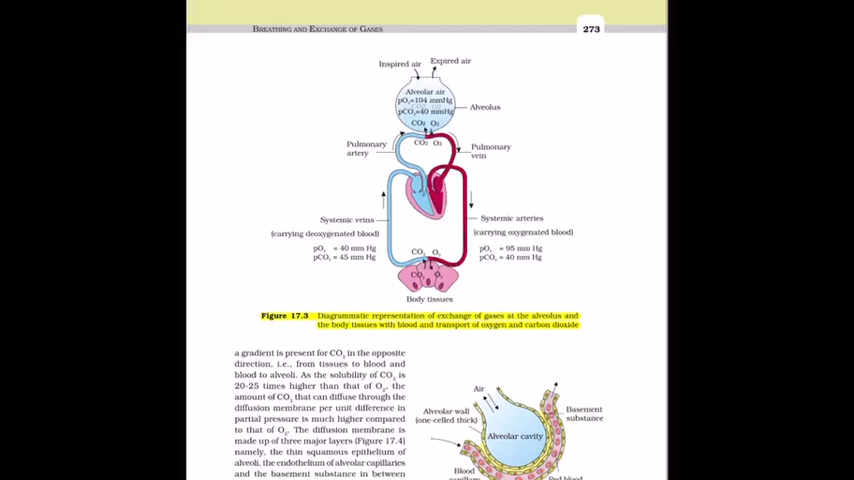 BREATHING AND EXCHANGE OF GASES
273
Inspired air
Expired air
Alveolar air
pO₂=104 mmHg
pCO₂=40 mmHg
Alveolus
CO₂ O₂
CO₂ O₂
Pulmonary
artery
Pulmonary
vein
Systemic veins
(carrying deoxygenated blood)
pO₂ = 40 mm Hg
pCO₂ = 45 mm Hg
Systemic arteries
(carrying oxygenated blood)
pO₂ = 95 mm Hg
pCO₂ = 40 mm Hg
CO₂ O₂
CO₂ O₂
Body tissues
Figure 17.3 Diagrammatic representation of exchange of gases at the alveolus and
the body tissues with blood and transport of oxygen and carbon dioxide
a gradient is present for CO₂ in the opposite
direction, i.e., from tissues to blood and
blood to alveoli. As the solubility of CO₂ is
20-25 times higher than that of O₂, the
amount of CO₂ that can diffuse through the
diffusion membrane per unit difference in
partial pressure is much higher compared
to that of O₂. The diffusion membrane is
made up of three major layers (Figure 17.4)
namely, the thin squamous epithelium of
alveoli, the endothelium of alveolar capillaries
and the basement substance in between
Air
Alveolar wall
(one-celled thick)
Basement
substance
Alveolar cavity
Blood
Red blood